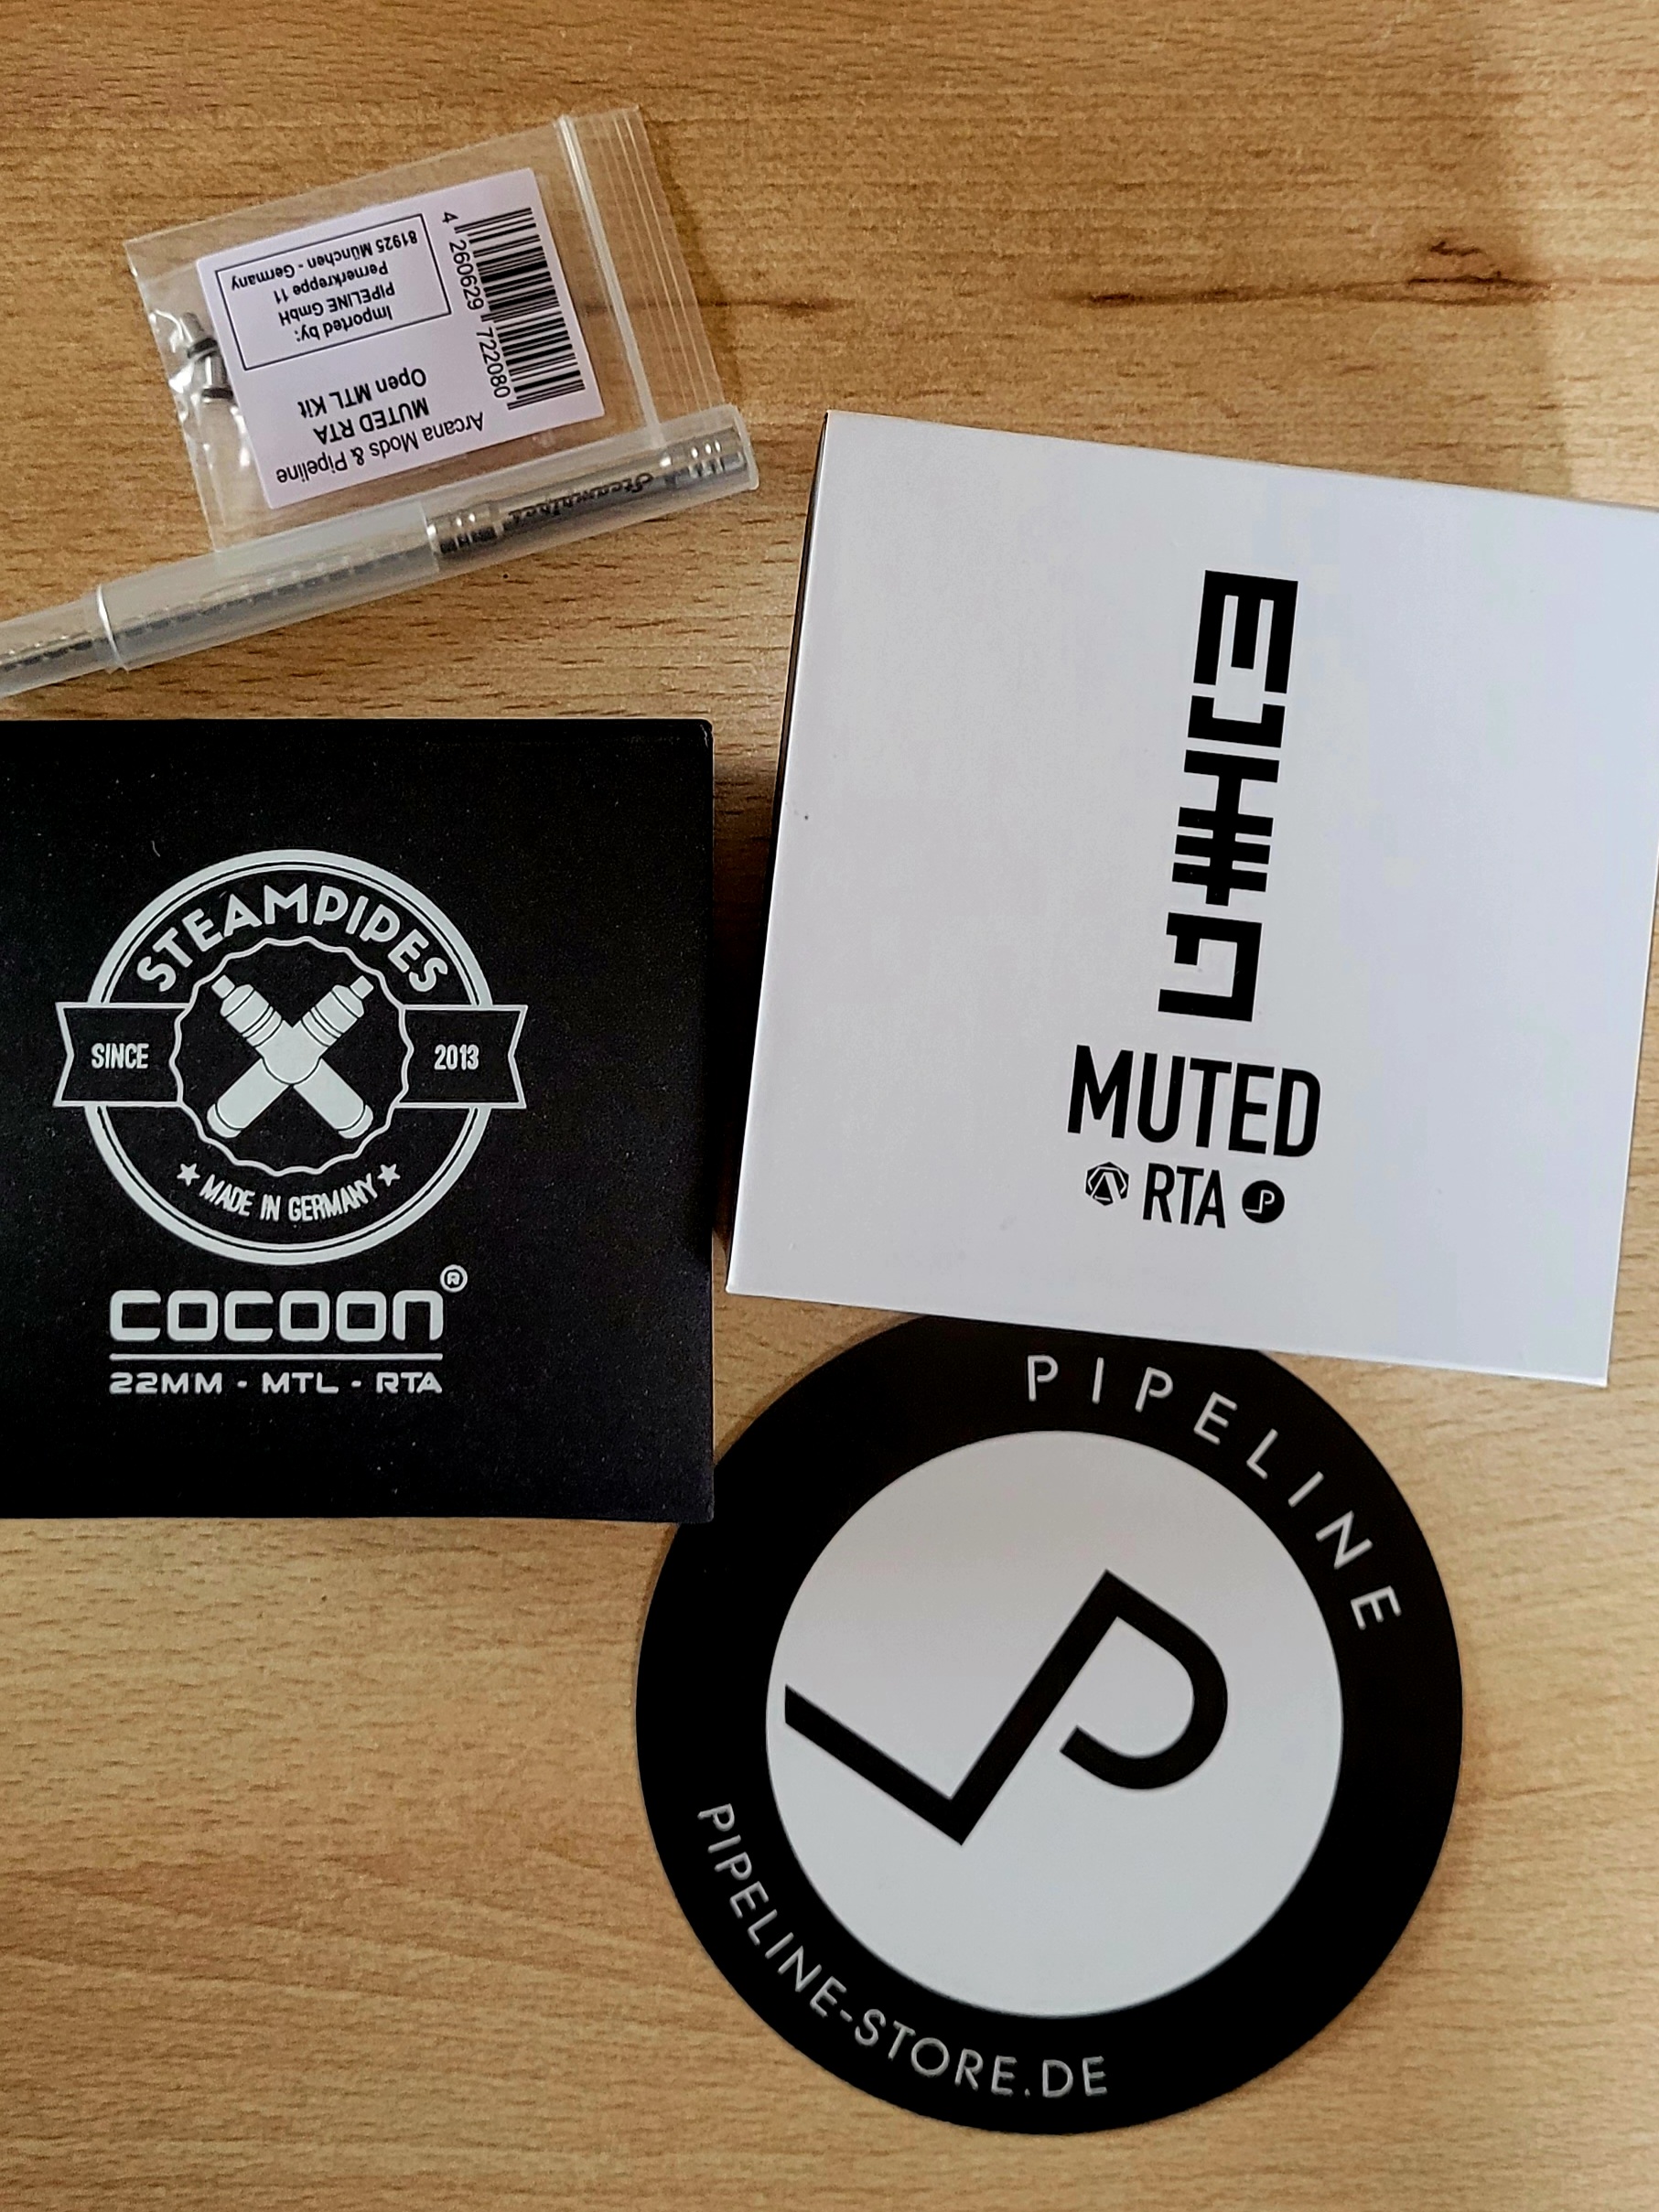 Arcana Mods & Pipeline
MUTED RTA
Open MTL Kit
Imported by:
PIPELINE GmbH
Pernerkreppe 11
81925 München - Germany
4 260629 722080
STEAMPIPES
SINCE 2013
MADE IN GERMANY
COCOON®
22MM - MTL - RTA
MUTED
RTA
PIPELINE
PIPELINE-STORE.DE